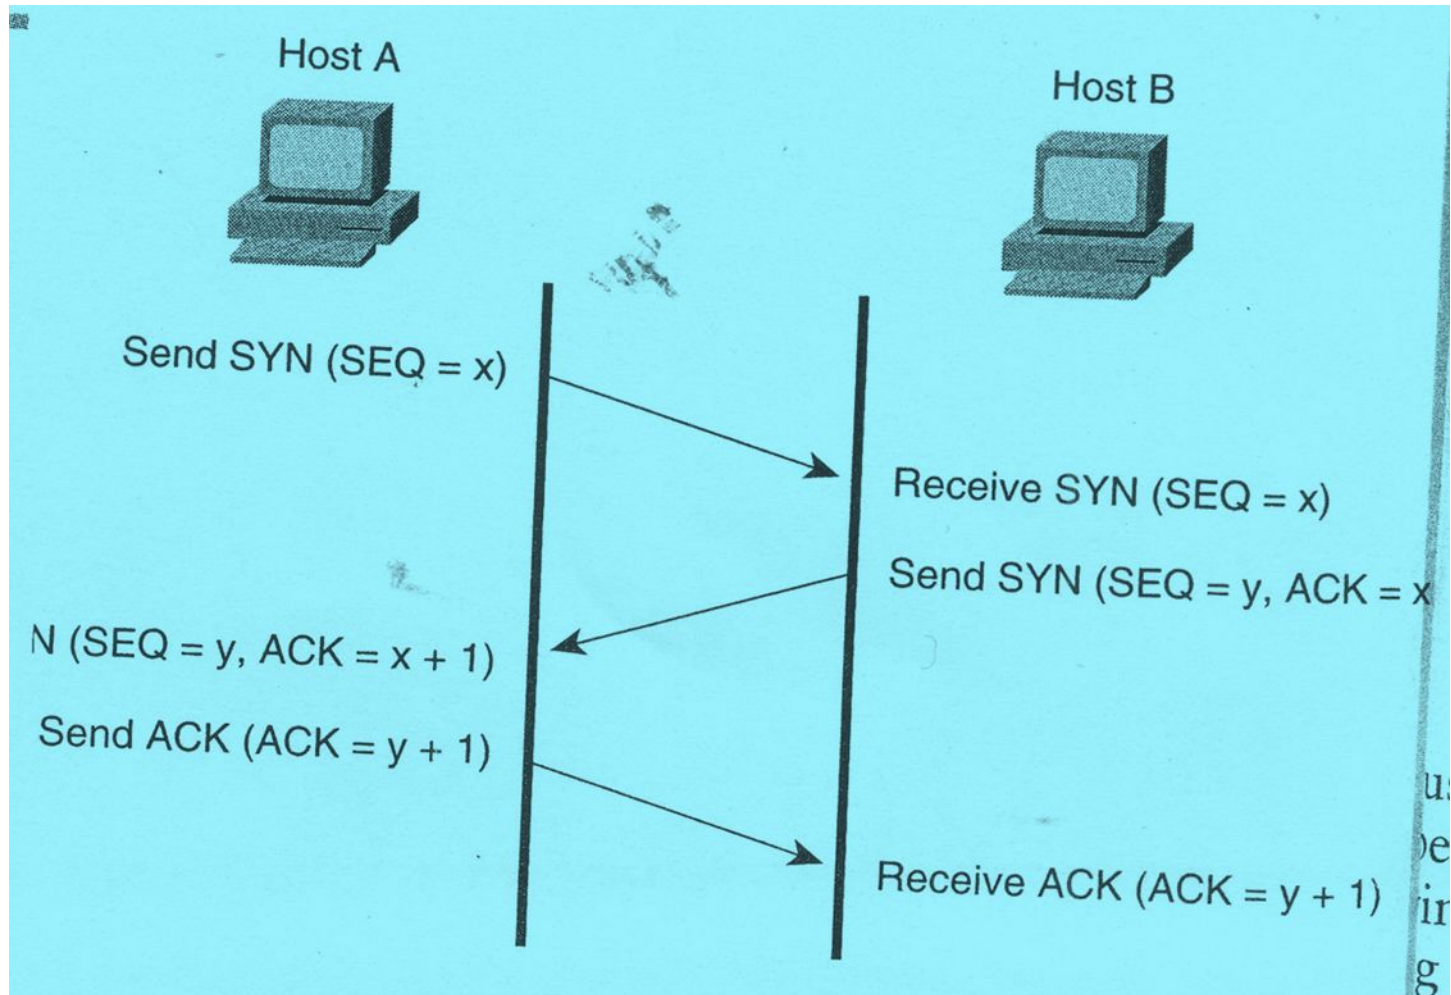 Host A
Host B
Send SYN (SEQ = x)
Receive SYN (SEQ = x)
Send SYN (SEQ = y, ACK = x
N (SEQ = y, ACK = x + 1)
Send ACK (ACK = y + 1)
Receive ACK (ACK = y + 1)